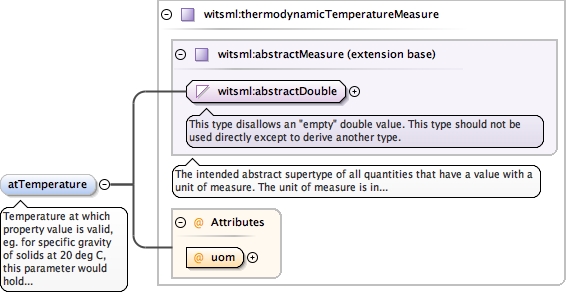 witsml:thermodynamicTemperatureMeasure
witsml:abstractMeasure (extension base)
witsml:abstractDouble
This type disallows an "empty" double value. This type should not be
used directly except to derive another type.
The intended abstract supertype of all quantities that have a value with a
unit of measure. The unit of measure is in...
atTemperature
Temperature at which
property value is valid,
eg. for specific gravity
of solids at 20 deg C,
this parameter would
hold...
@ Attributes
@ uom